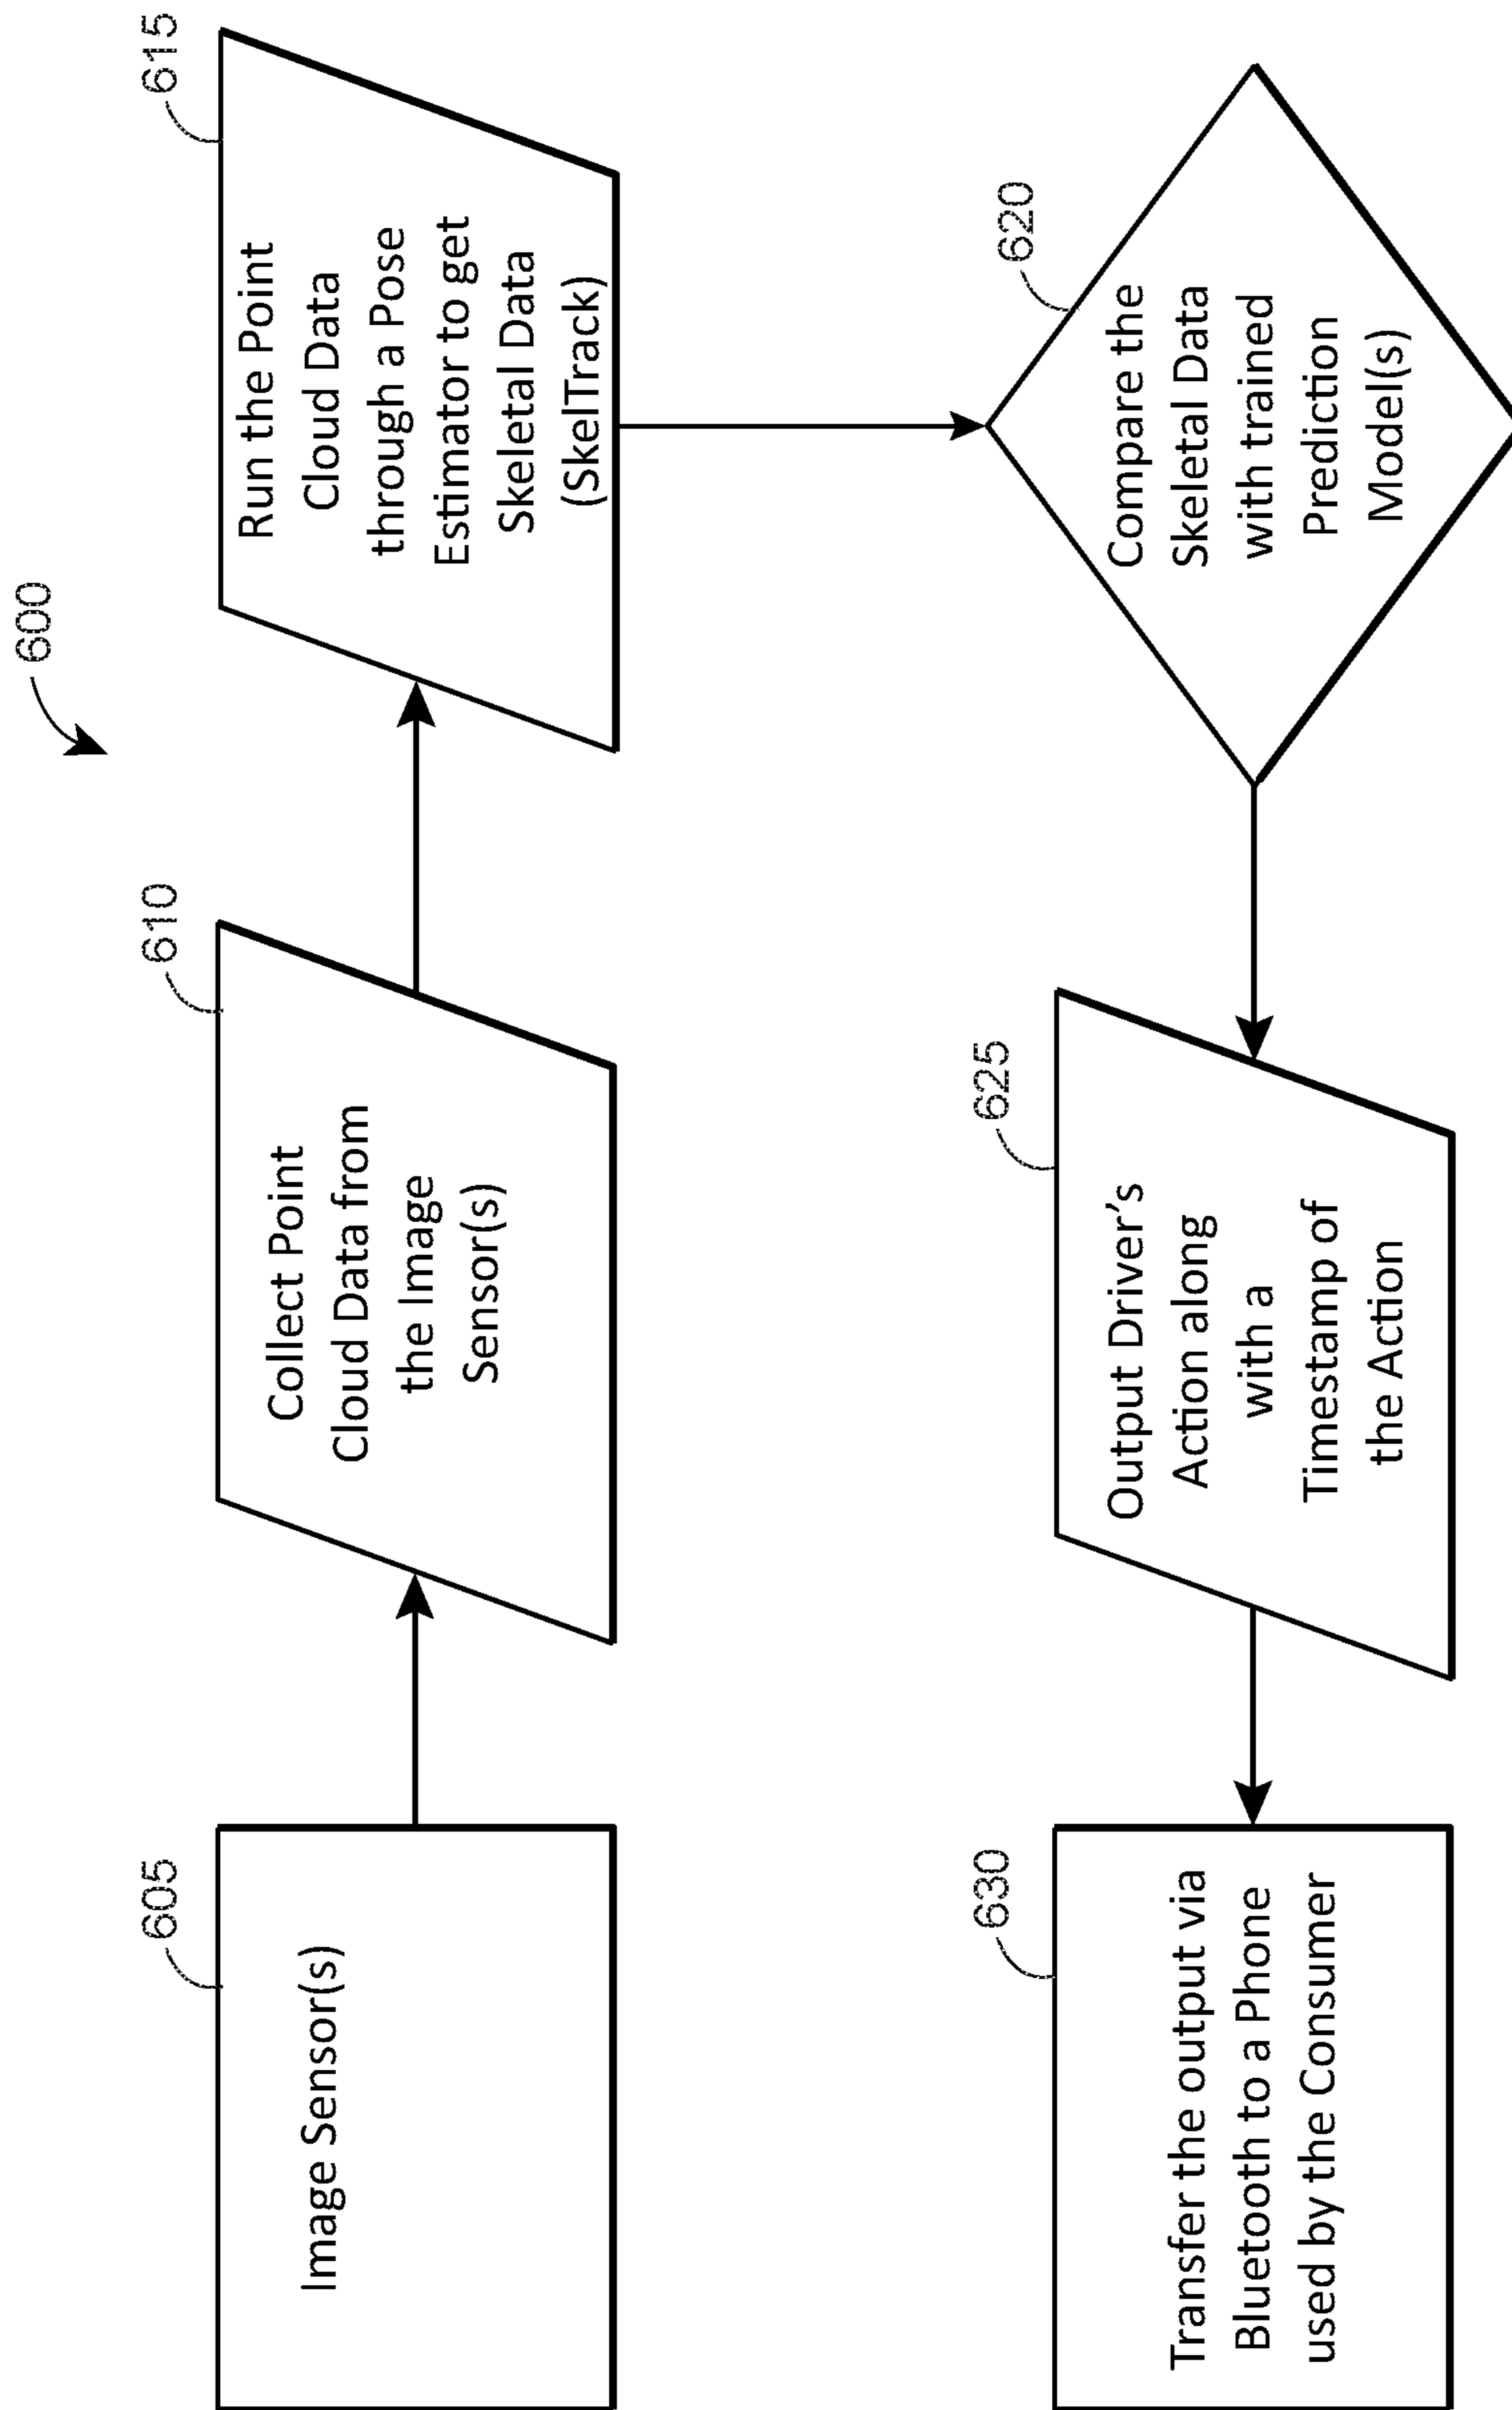 600
605
Image Sensor(s)
610
Collect Point
Cloud Data from
the Image
Sensor(s)
615
Run the Point
Cloud Data
through a Pose
Estimator to get
Skeletal Data
(SkelTrack)
620
Compare the
Skeletal Data
with trained
Prediction
Model(s)
625
Output Driver's
Action along
with a
Timestamp of
the Action
630
Transfer the output via
Bluetooth to a Phone
used by the Consumer